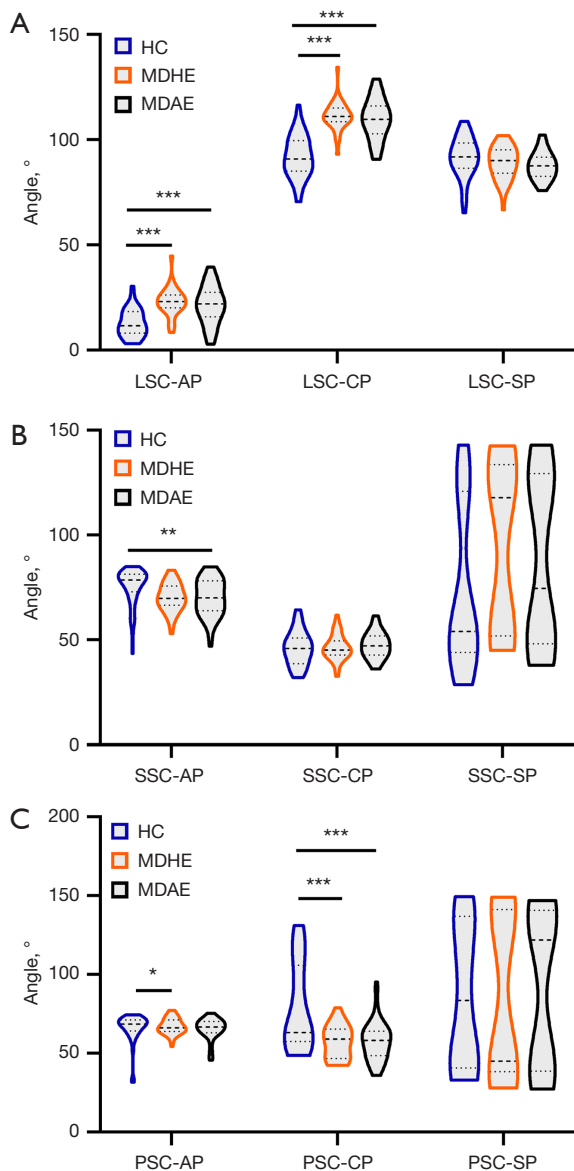 A
150
HC
MDHE
MDAE
***
***
100
Angle, °
50
***
***
0
LSC-AP LSC-CP LSC-SP
B
150
HC
MDHE
MDAE
100
Angle, °
**
50
0
SSC-AP SSC-CP SSC-SP
C
200
HC
MDHE
MDAE
***
150
***
Angle, °
100
*
50
0
PSC-AP PSC-CP PSC-SP